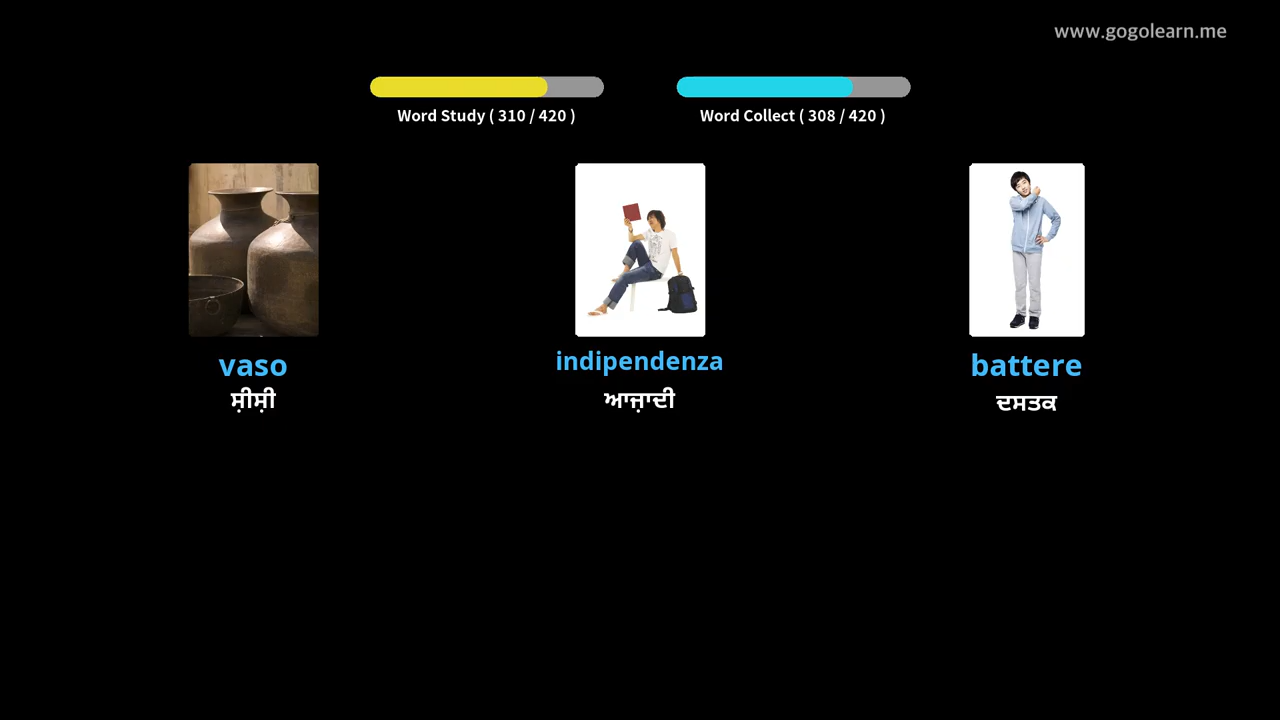 www.gogolearn.me
Word Study ( 310 / 420 )
Word Collect ( 308 / 420 )
vaso
ਸ਼ੀਸ਼ੀ
indipendenza
ਆਜ਼ਾਦੀ
battere
ਦਸਤਕ